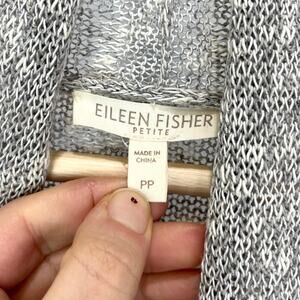 EILEEN FISHER
PETITE
MADE IN
CHINA
PP